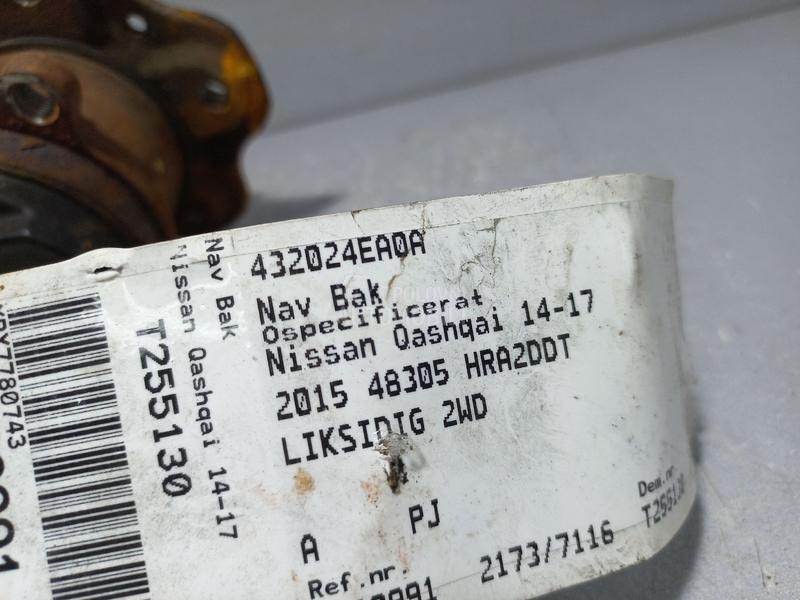 432024EA0A
Nav Bak
Ospecificerat
Nissan Qashqai 14-17
2015 48305 HRA2DDT
LIKSIDIG 2WD
A PJ
Ref.nr.
2173/7116
Dem.nr.
T255130
Nav Bak
Nissan Qashqai 14-17
T255130